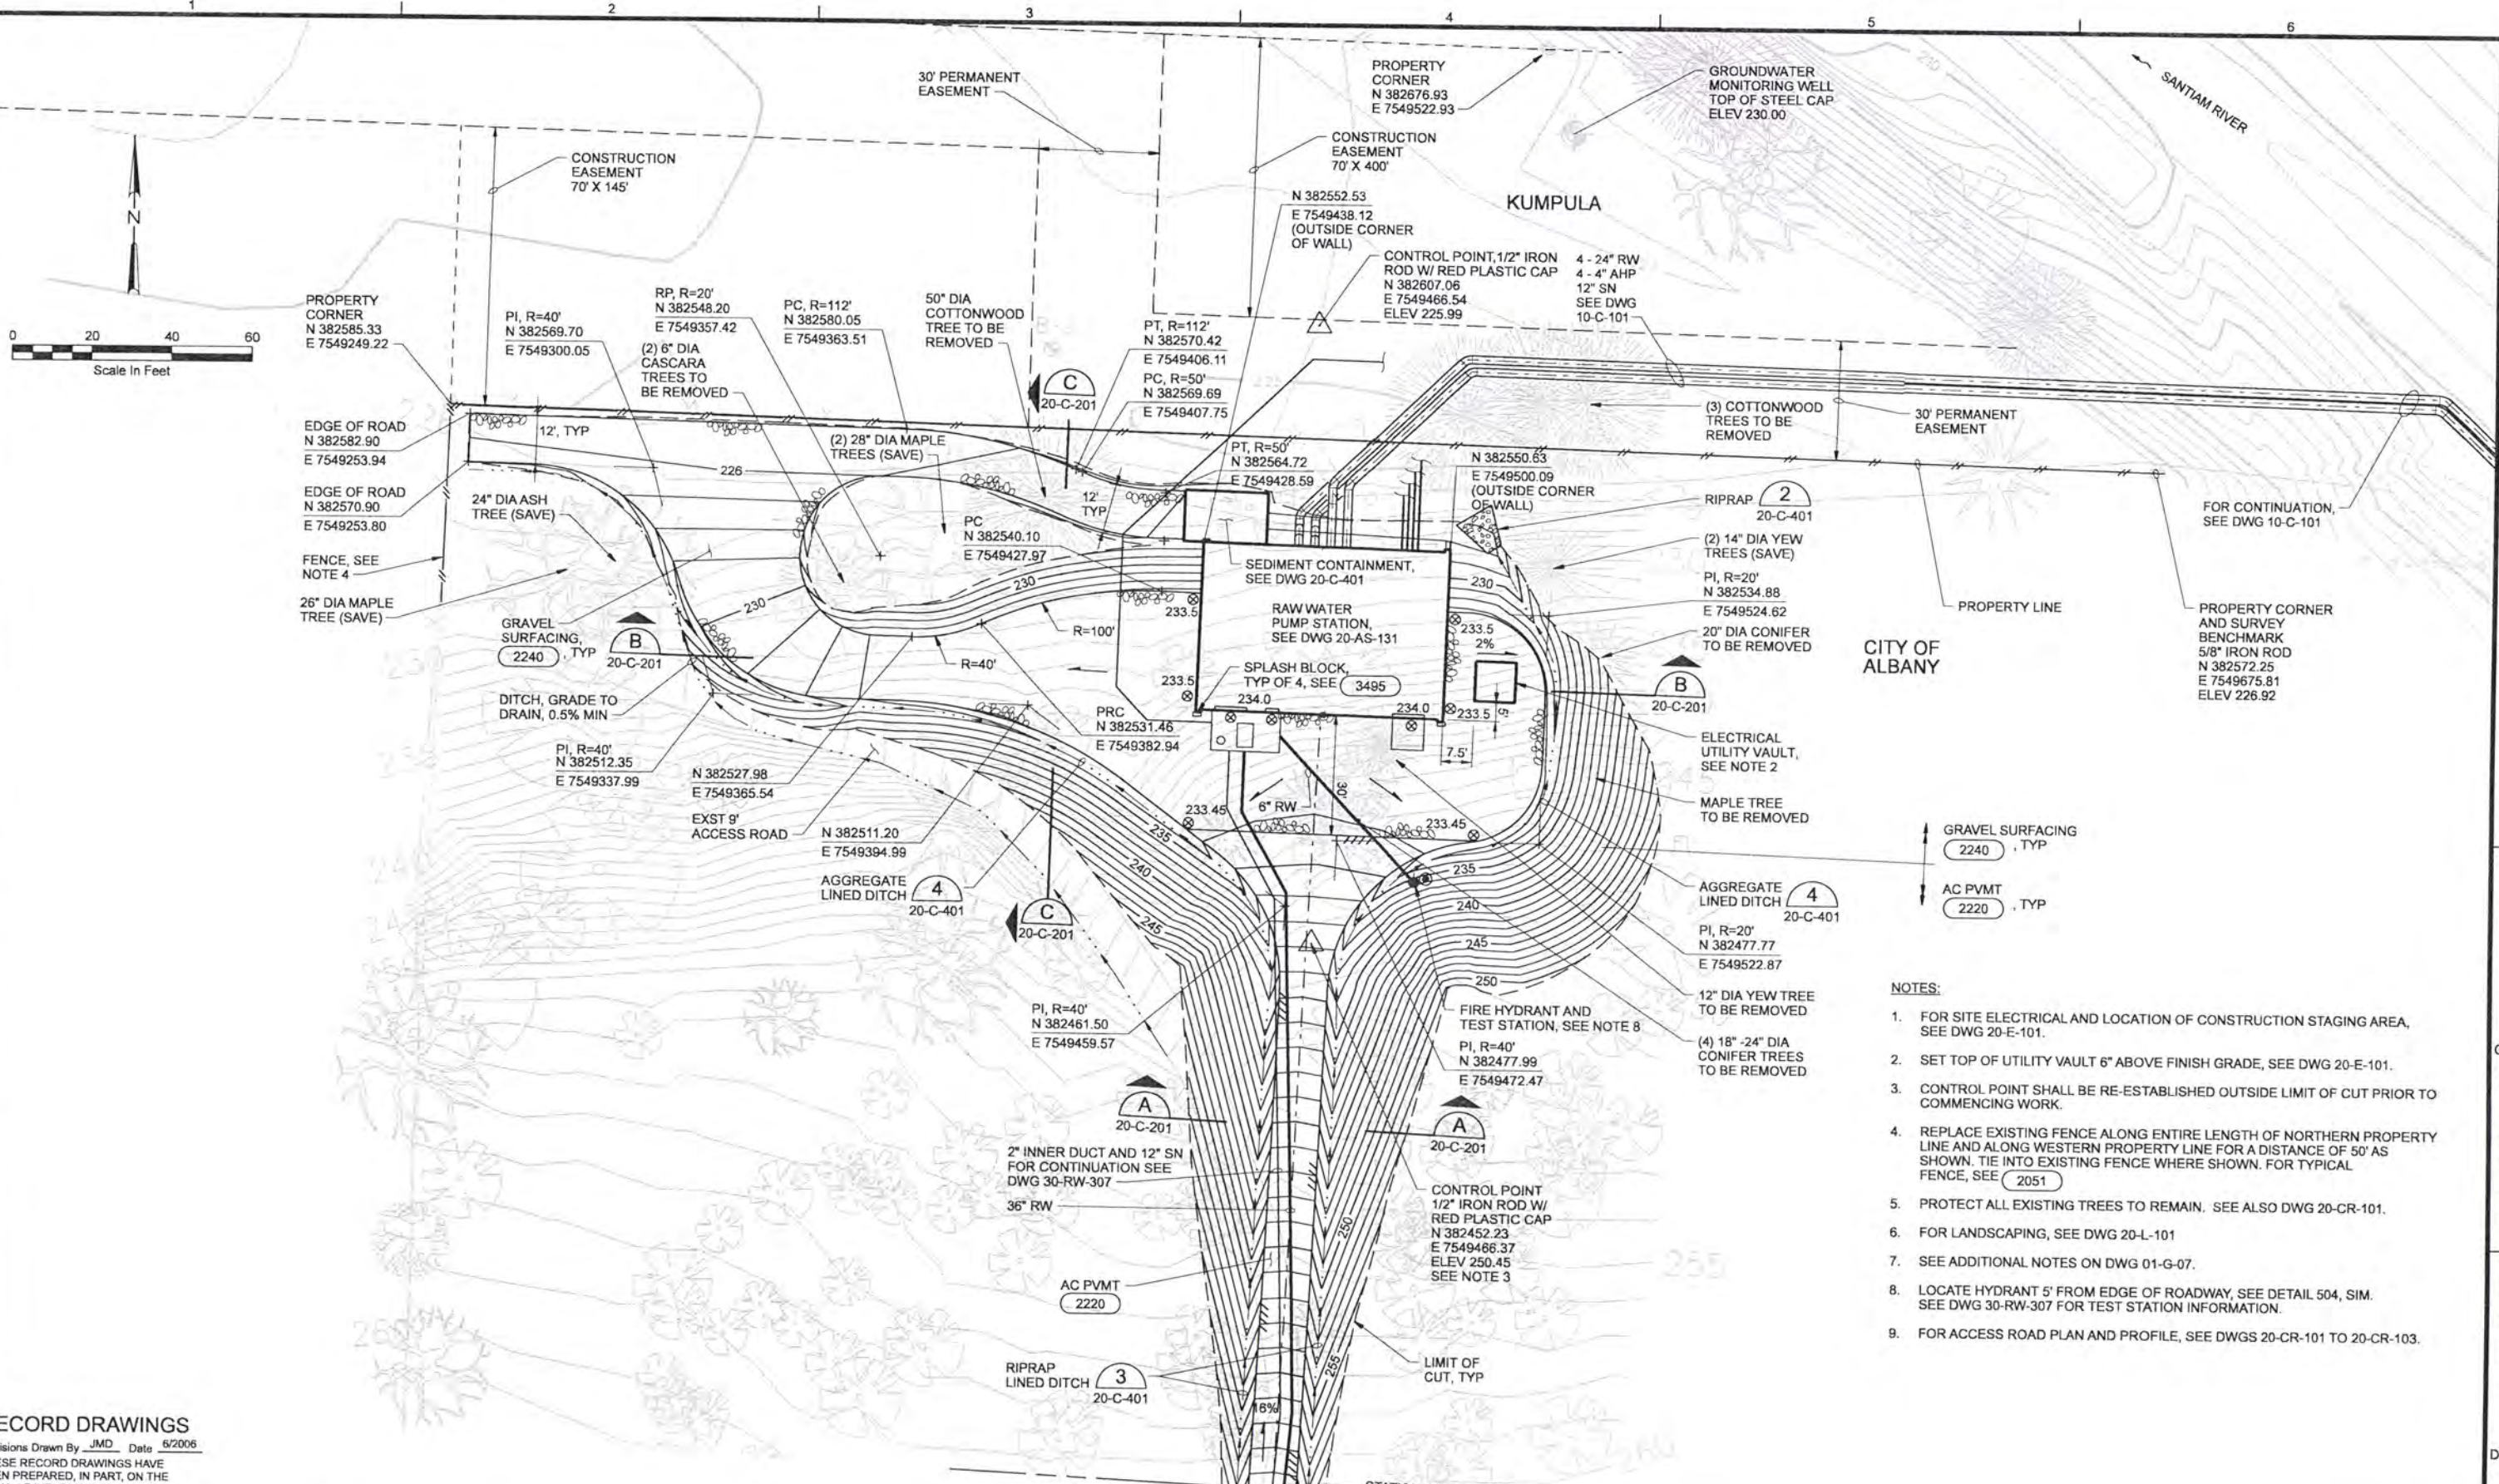 1
2
3
4
5
6
30' PERMANENT
EASEMENT
PROPERTY
CORNER
N 382676.93
E 7549522.93
GROUNDWATER
MONITORING WELL
TOP OF STEEL CAP
ELEV 230.00
230
SANTIAM RIVER
CONSTRUCTION
EASEMENT
70' X 145'
CONSTRUCTION
EASEMENT
70' X 400'
N
N 382552.53
E 7549438.12
(OUTSIDE CORNER
OF WALL)
KUMPULA
CONTROL POINT, 1/2" IRON
ROD W/ RED PLASTIC CAP
N 382607.06
E 7549466.54
ELEV 225.99
4 - 24" RW
4 - 4" AHP
12" SN
SEE DWG
10-C-101
0 20 40 60
Scale In Feet
PROPERTY
CORNER
N 382585.33
E 7549249.22
PI, R=40'
N 382569.70
E 7549300.05
RP, R=20'
N 382548.20
E 7549357.42
(2) 6" DIA
CASCARA
TREES TO
BE REMOVED
PC, R=112'
N 382580.05
E 7549363.51
50" DIA
COTTONWOOD
TREE TO BE
REMOVED
PT, R=112'
N 382570.42
E 7549406.11
PC, R=50'
N 382569.69
E 7549407.75
C
20-C-201
225
(3) COTTONWOOD
TREES TO BE
REMOVED
30' PERMANENT
EASEMENT
EDGE OF ROAD
N 382582.90
E 7549253.94
12', TYP
226
(2) 28" DIA MAPLE
TREES (SAVE)
12'
TYP
PT, R=50'
N 382564.72
E 7549428.59
N 382550.63
E 7549500.09
(OUTSIDE CORNER
OF WALL)
RIPRAP
2
20-C-401
FOR CONTINUATION,
SEE DWG 10-C-101
EDGE OF ROAD
N 382570.90
E 7549253.80
24" DIA ASH
TREE (SAVE)
PC
N 382540.10
E 7549427.97
(2) 14" DIA YEW
TREES (SAVE)
FENCE, SEE
NOTE 4
SEDIMENT CONTAINMENT,
SEE DWG 20-C-401
230
230
230
PI, R=20'
N 382534.88
E 7549524.62
PROPERTY LINE
26" DIA MAPLE
TREE (SAVE)
GRAVEL
SURFACING,
2240 , TYP
B
20-C-201
R=100'
R=40'
233.5
RAW WATER
PUMP STATION,
SEE DWG 20-AS-131
233.5
2%
20" DIA CONIFER
TO BE REMOVED
CITY OF
ALBANY
PROPERTY CORNER
AND SURVEY
BENCHMARK
5/8" IRON ROD
N 382572.25
E 7549675.81
ELEV 226.92
SPLASH BLOCK,
TYP OF 4, SEE 3495
233.5
234.0
234.0
233.5
5'
7.5'
B
20-C-201
DITCH, GRADE TO
DRAIN, 0.5% MIN
PRC
N 382531.46
E 7549382.94
PI, R=40'
N 382512.35
E 7549337.99
N 382527.98
E 7549365.54
ELECTRICAL
UTILITY VAULT,
SEE NOTE 2
EXST 9'
ACCESS ROAD
N 382511.20
E 7549394.99
233.45
6" RW
30'
233.45
MAPLE TREE
TO BE REMOVED
GRAVEL SURFACING
2240 , TYP
AC PVMT
2220 , TYP
235
240
245
235
240
245
250
AGGREGATE
LINED DITCH
4
20-C-401
C
20-C-201
AGGREGATE
LINED DITCH
4
20-C-401
PI, R=20'
N 382477.77
E 7549522.87
PI, R=40'
N 382461.50
E 7549459.57
FIRE HYDRANT AND
TEST STATION, SEE NOTE 8
12" DIA YEW TREE
TO BE REMOVED
PI, R=40'
N 382477.99
E 7549472.47
(4) 18" -24" DIA
CONIFER TREES
TO BE REMOVED
A
20-C-201
A
20-C-201
2" INNER DUCT AND 12" SN
FOR CONTINUATION SEE
DWG 30-RW-307
36" RW
CONTROL POINT
1/2" IRON ROD W/
RED PLASTIC CAP
N 382452.23
E 7549466.37
ELEV 250.45
SEE NOTE 3
250
255
255
AC PVMT
2220
RIPRAP
LINED DITCH
3
20-C-401
LIMIT OF
CUT, TYP
16%
260
NOTES:
1. FOR SITE ELECTRICAL AND LOCATION OF CONSTRUCTION STAGING AREA,
SEE DWG 20-E-101.
2. SET TOP OF UTILITY VAULT 6" ABOVE FINISH GRADE, SEE DWG 20-E-101.
3. CONTROL POINT SHALL BE RE-ESTABLISHED OUTSIDE LIMIT OF CUT PRIOR TO
COMMENCING WORK.
4. REPLACE EXISTING FENCE ALONG ENTIRE LENGTH OF NORTHERN PROPERTY
LINE AND ALONG WESTERN PROPERTY LINE FOR A DISTANCE OF 50' AS
SHOWN. TIE INTO EXISTING FENCE WHERE SHOWN. FOR TYPICAL
FENCE, SEE 2051
5. PROTECT ALL EXISTING TREES TO REMAIN. SEE ALSO DWG 20-CR-101.
6. FOR LANDSCAPING, SEE DWG 20-L-101
7. SEE ADDITIONAL NOTES ON DWG 01-G-07.
8. LOCATE HYDRANT 5' FROM EDGE OF ROADWAY, SEE DETAIL 504, SIM.
SEE DWG 30-RW-307 FOR TEST STATION INFORMATION.
9. FOR ACCESS ROAD PLAN AND PROFILE, SEE DWGS 20-CR-101 TO 20-CR-103.
D
ECORD DRAWINGS
isions Drawn By JMD Date 6/2006
ESE RECORD DRAWINGS HAVE
EN PREPARED, IN PART, ON THE